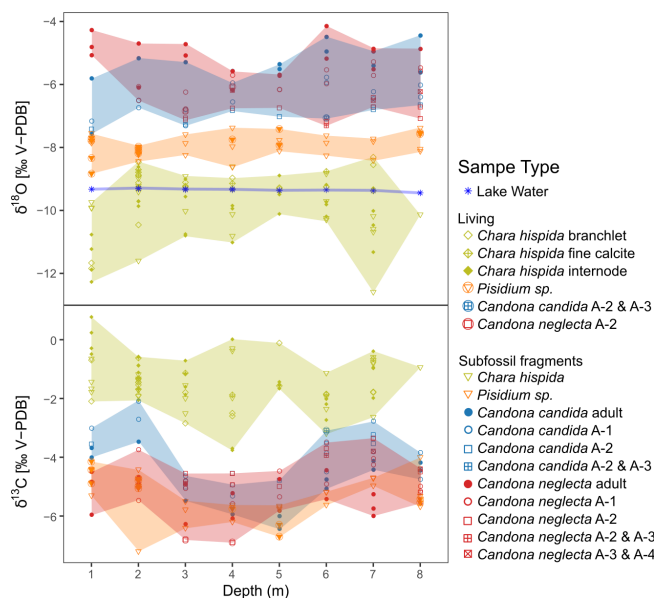 −4
−6
−8
−10
−12
δ18O [‰ V−PDB]
0
−2
−4
−6
δ13C [‰ V−PDB]
1 2 3 4 5 6 7 8
Depth (m)
Sampe Type
Lake Water
Living
Chara hispida branchlet
Chara hispida fine calcite
Chara hispida internode
Pisidium sp.
Candona candida A-2 & A-3
Candona neglecta A-2
Subfossil fragments
Chara hispida
Pisidium sp.
Candona candida adult
Candona candida A-1
Candona candida A-2
Candona candida A-2 & A-3
Candona neglecta adult
Candona neglecta A-1
Candona neglecta A-2
Candona neglecta A-2 & A-3
Candona neglecta A-3 & A-4